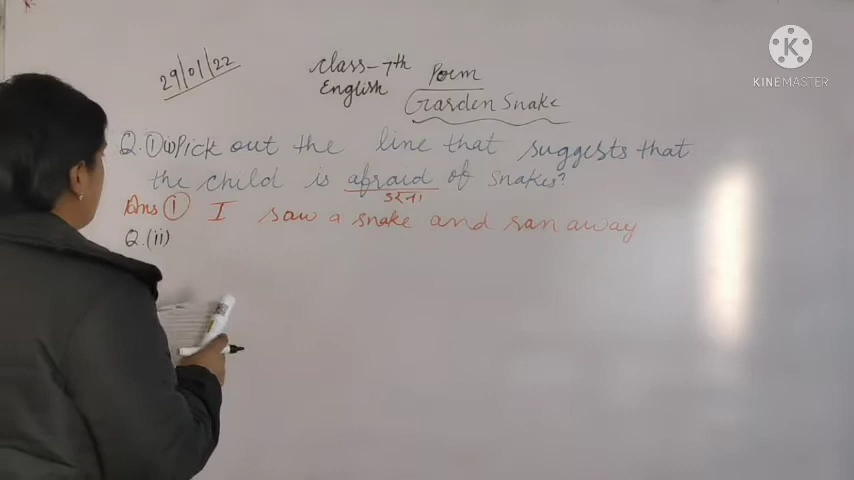 29/01/22
Class-7th Poem
English Garden Snake
Q.①(i)Pick out the line that suggests that
the child is afraid of snakes?
डरना
Ans ① I saw a snake and ran away
Q.(ii)
K
KINEMASTER